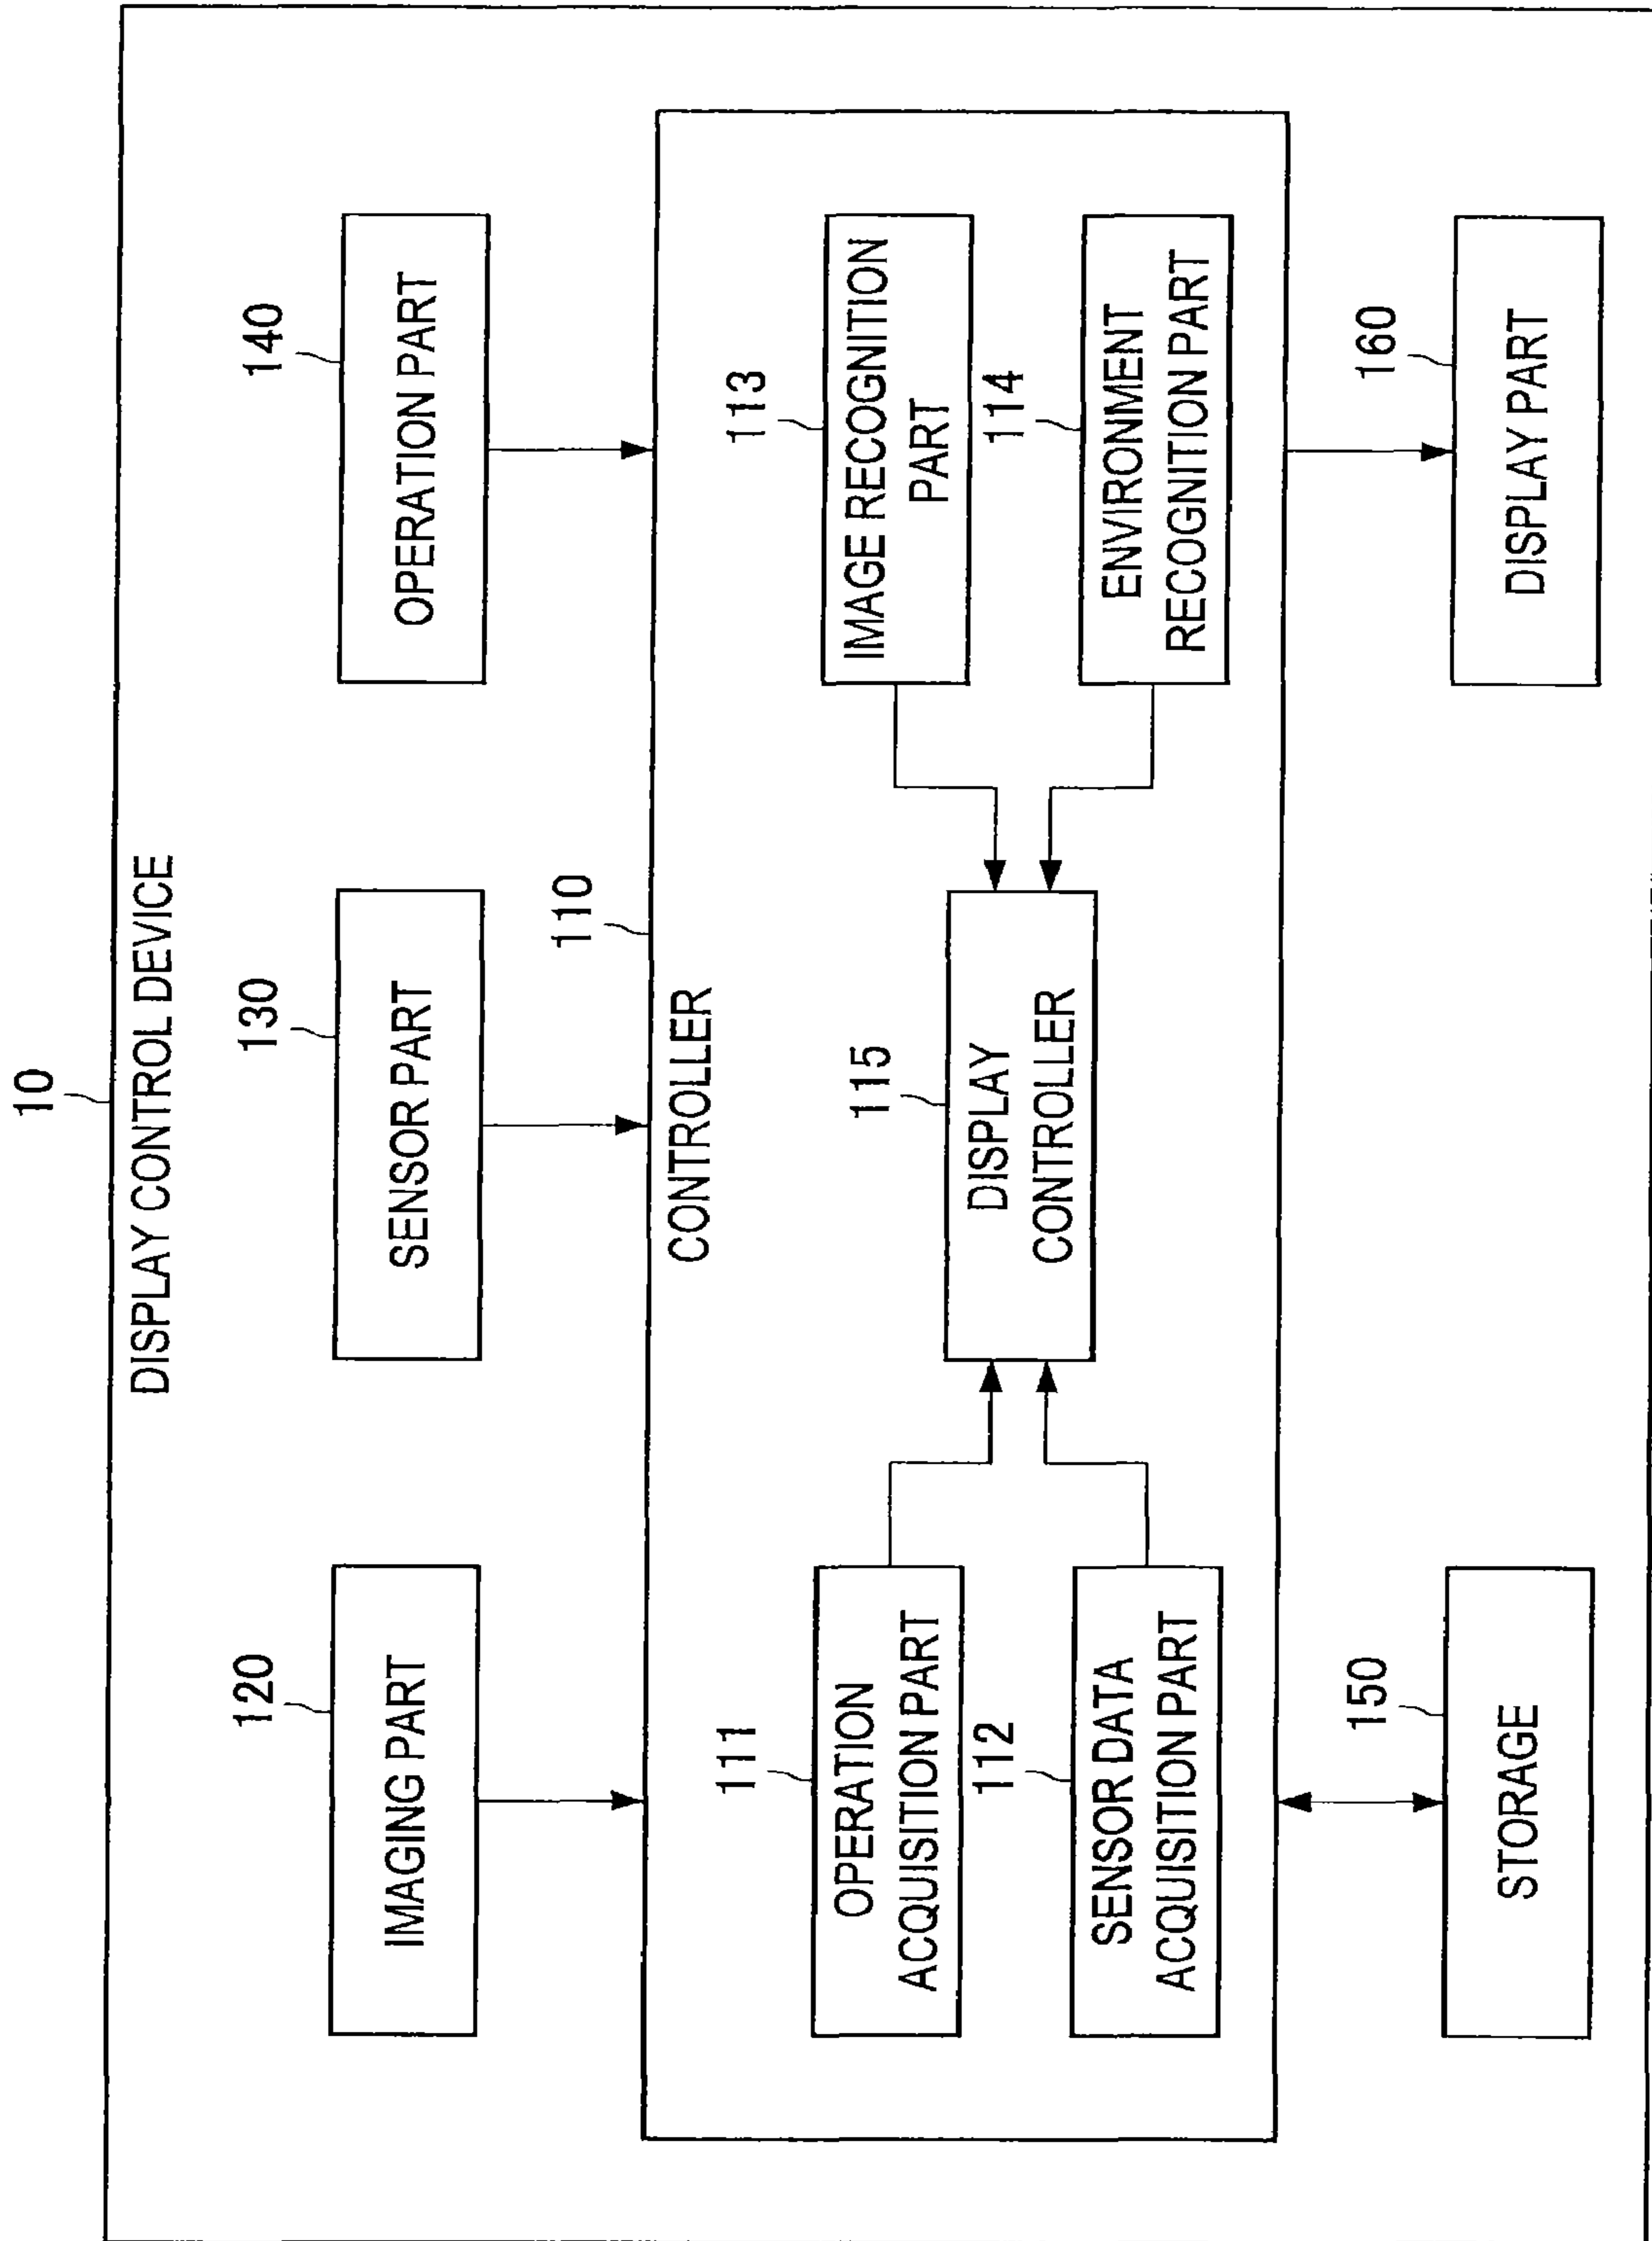 10
DISPLAY CONTROL DEVICE
120
IMAGING PART
130
SENSOR PART
140
OPERATION PART
110
CONTROLLER
111
OPERATION
ACQUISITION PART
112
SENSOR DATA
ACQUISITION PART
115
DISPLAY
CONTROLLER
113
IMAGE RECOGNITION
PART
114
ENVIRONMENT
RECOGNITION PART
150
STORAGE
160
DISPLAY PART